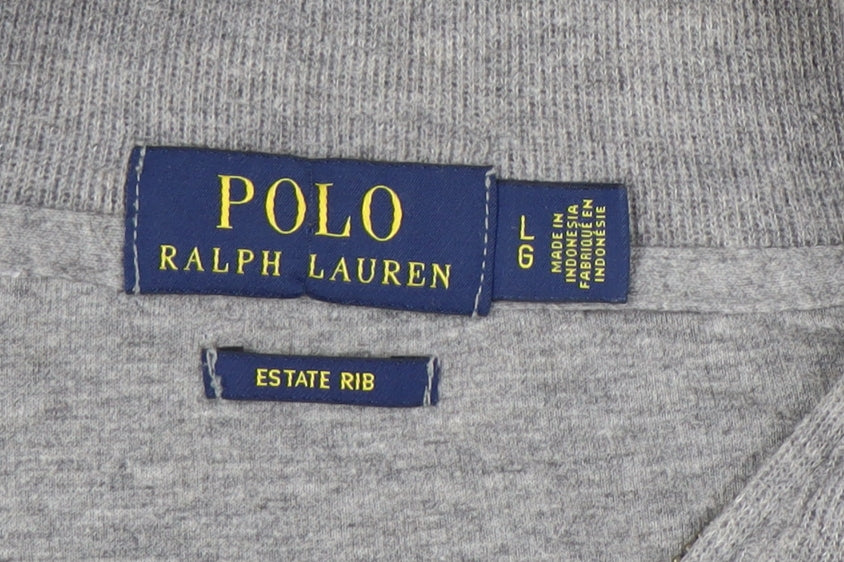 POLO
RALPH LAUREN
L
G
MADE IN
INDONESIA
FABRIQUÉ EN
INDONÉSIE
ESTATE RIB